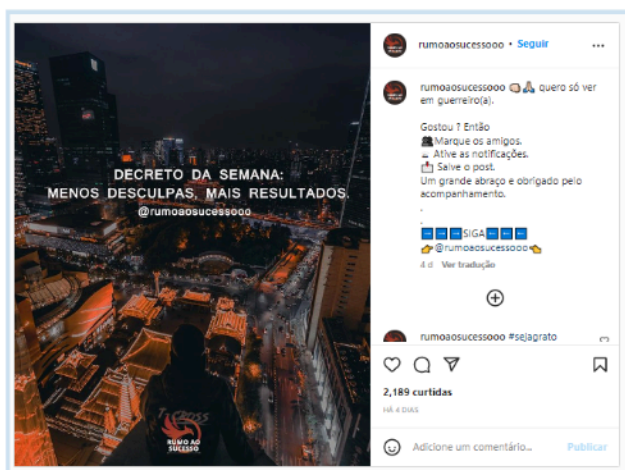 DECRETO DA SEMANA:
MENOS DESCULPAS, MAIS RESULTADOS.
@rumoaosucessooo
RUMO AO
SUCESSO
rumoaosucessooo • Seguir
rumoaosucessooo quero só ver
em guerreiro(a).
Gostou ? Então
Marque os amigos.
Ative as notificações.
Salve o post.
Um grande abraço e obrigado pelo
acompanhamento.
.
.
SIGA
@rumoaosucessooo
4 d Ver tradução
rumoaosucessooo #sejagrato
2,189 curtidas
HÁ 4 DIAS
Adicione um comentário... Publicar